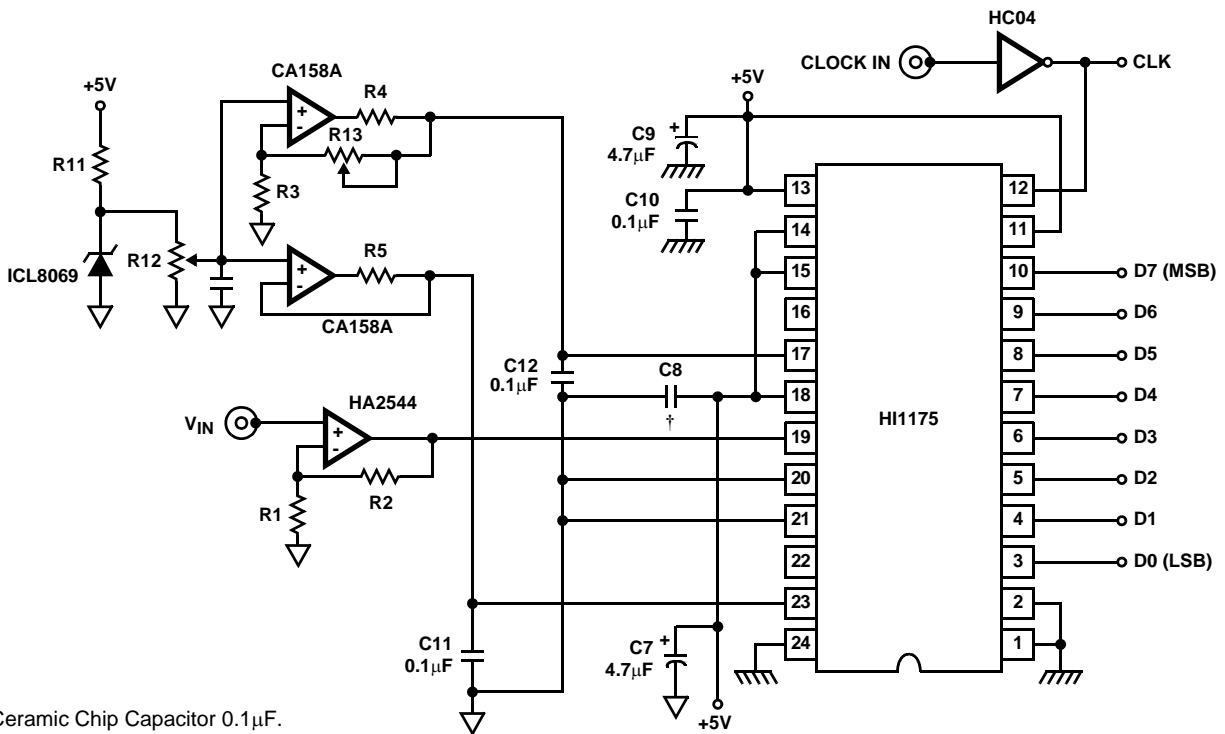 HC04
CLOCK IN
CLK
+5V
CA158A
R4
R13
+5V
R11
R3
C9
+
4.7µF
C10
0.1µF
ICL8069
R12
+
-
R5
+
-
CA158A
C12
0.1µF
C8
†
VIN
HA2544
+
-
R1
R2
C11
0.1µF
C7
+
4.7µF
+5V
HI1175
13
14
15
16
17
18
19
20
21
22
23
24
12
11
10 D7 (MSB)
9 D6
8 D5
7 D4
6 D3
5 D2
4 D1
3 D0 (LSB)
2
1
Ceramic Chip Capacitor 0.1µF.